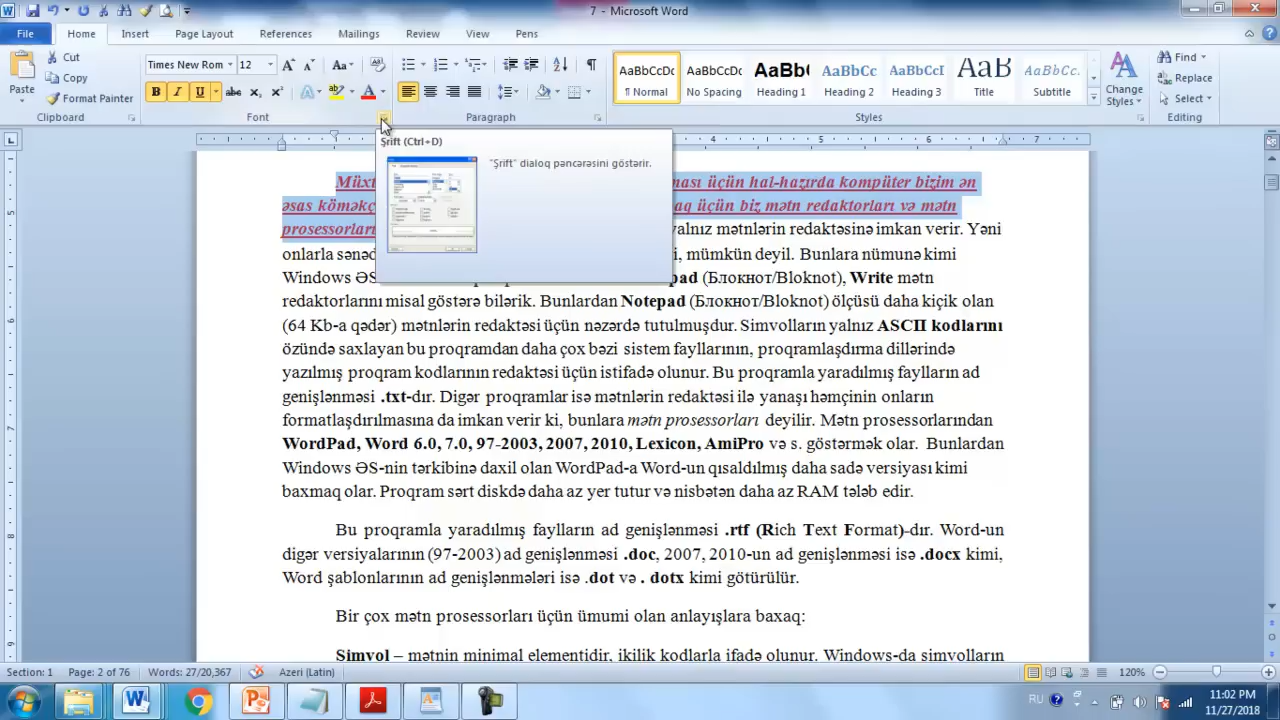 7 - Microsoft Word
File Home Insert Page Layout References Mailings Review View Pens
Paste
Cut
Copy
Format Painter
Clipboard
Times New Rom 12
B I U abc x₂ x²
Font
Paragraph
AaBbCcDc AaBbCcDc AaBbC AaBbCc AaBbCcI AaB AaBbCcDc
¶ Normal ¶ No Spacing Heading 1 Heading 2 Heading 3 Title Subtitle
Change Styles
Styles
Find
Replace
Select
Editing
4 5 6 7
Şrift (Ctrl+D)
"Şrift" dialoq pəncərəsini göstərir.
ması üçün hal-hazırda kompüter bizim ən
əsas köməkç aq üçün biz mətn redaktorları və mətn
prosessorları yalnız mətnlərin redaktəsinə imkan verir. Yəni
onlarla sənəd i, mümkün deyil. Bunlara nümunə kimi
Windows ƏS pad (Блокнот/Bloknot), Write mətn
redaktorlarını misal göstərə bilərik. Bunlardan Notepad (Блокнот/Bloknot) ölçüsü daha kiçik olan
(64 Kb-a qədər) mətnlərin redaktəsi üçün nəzərdə tutulmuşdur. Simvolların yalnız ASCII kodlarını
özündə saxlayan bu proqramdan daha çox bəzi sistem fayllarının, proqramlaşdırma dillərində
yazılmış proqram kodlarının redaktəsi üçün istifadə olunur. Bu proqramla yaradılmış faylların ad
genişlənməsi .txt-dır. Digər proqramlar isə mətnlərin redaktəsi ilə yanaşı həmçinin onların
formatlaşdırılmasına da imkan verir ki, bunlara mətn prosessorları deyilir. Mətn prosessorlarından
WordPad, Word 6.0, 7.0, 97-2003, 2007, 2010, Lexicon, AmiPro və s. göstərmək olar. Bunlardan
Windows ƏS-nin tərkibinə daxil olan WordPad-a Word-un qısaldılmış daha sadə versiyası kimi
baxmaq olar. Proqram sərt diskdə daha az yer tutur və nisbətən daha az RAM tələb edir.
Bu proqramla yaradılmış faylların ad genişlənməsi .rtf (Rich Text Format)-dır. Word-un
digər versiyalarının (97-2003) ad genişlənməsi .doc, 2007, 2010-un ad genişlənməsi isə .docx kimi,
Word şablonlarının ad genişlənmələri isə .dot və . dotx kimi götürülür.
Bir çox mətn prosessorları üçün ümumi olan anlayışlara baxaq:
Simvol – mətnin minimal elementidir, ikilik kodlarla ifadə olunur. Windows-da simvolların
Section: 1 Page: 2 of 76 Words: 27/20,367 Azeri (Latin) 120%
RU
11:02 PM
11/27/2018